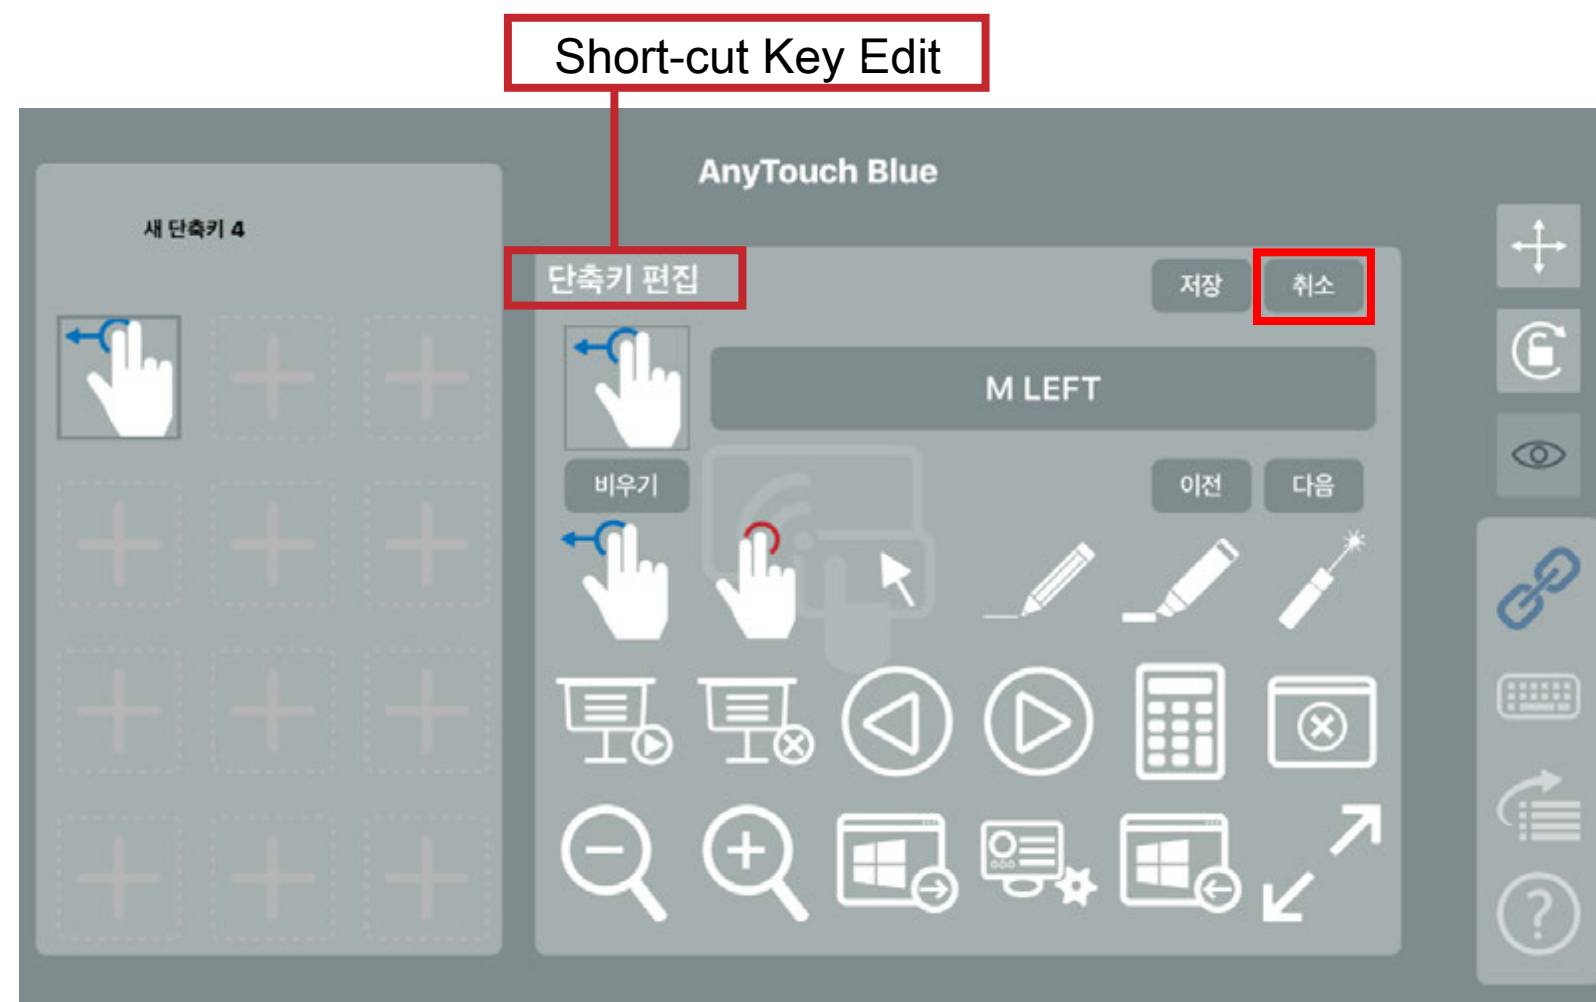 Short-cut Key Edit
AnyTouch Blue
새 단축키 4
단축키 편집
저장
취소
M LEFT
비우기
이전
다음